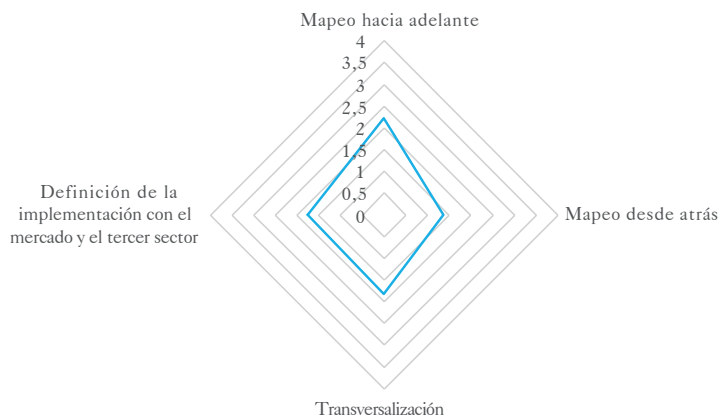 Mapeo hacia adelante
4
3,5
3
2,5
2
1,5
1
0,5
0
Definición de la
implementación con el
mercado y el tercer sector
Mapeo desde atrás
Transversalización